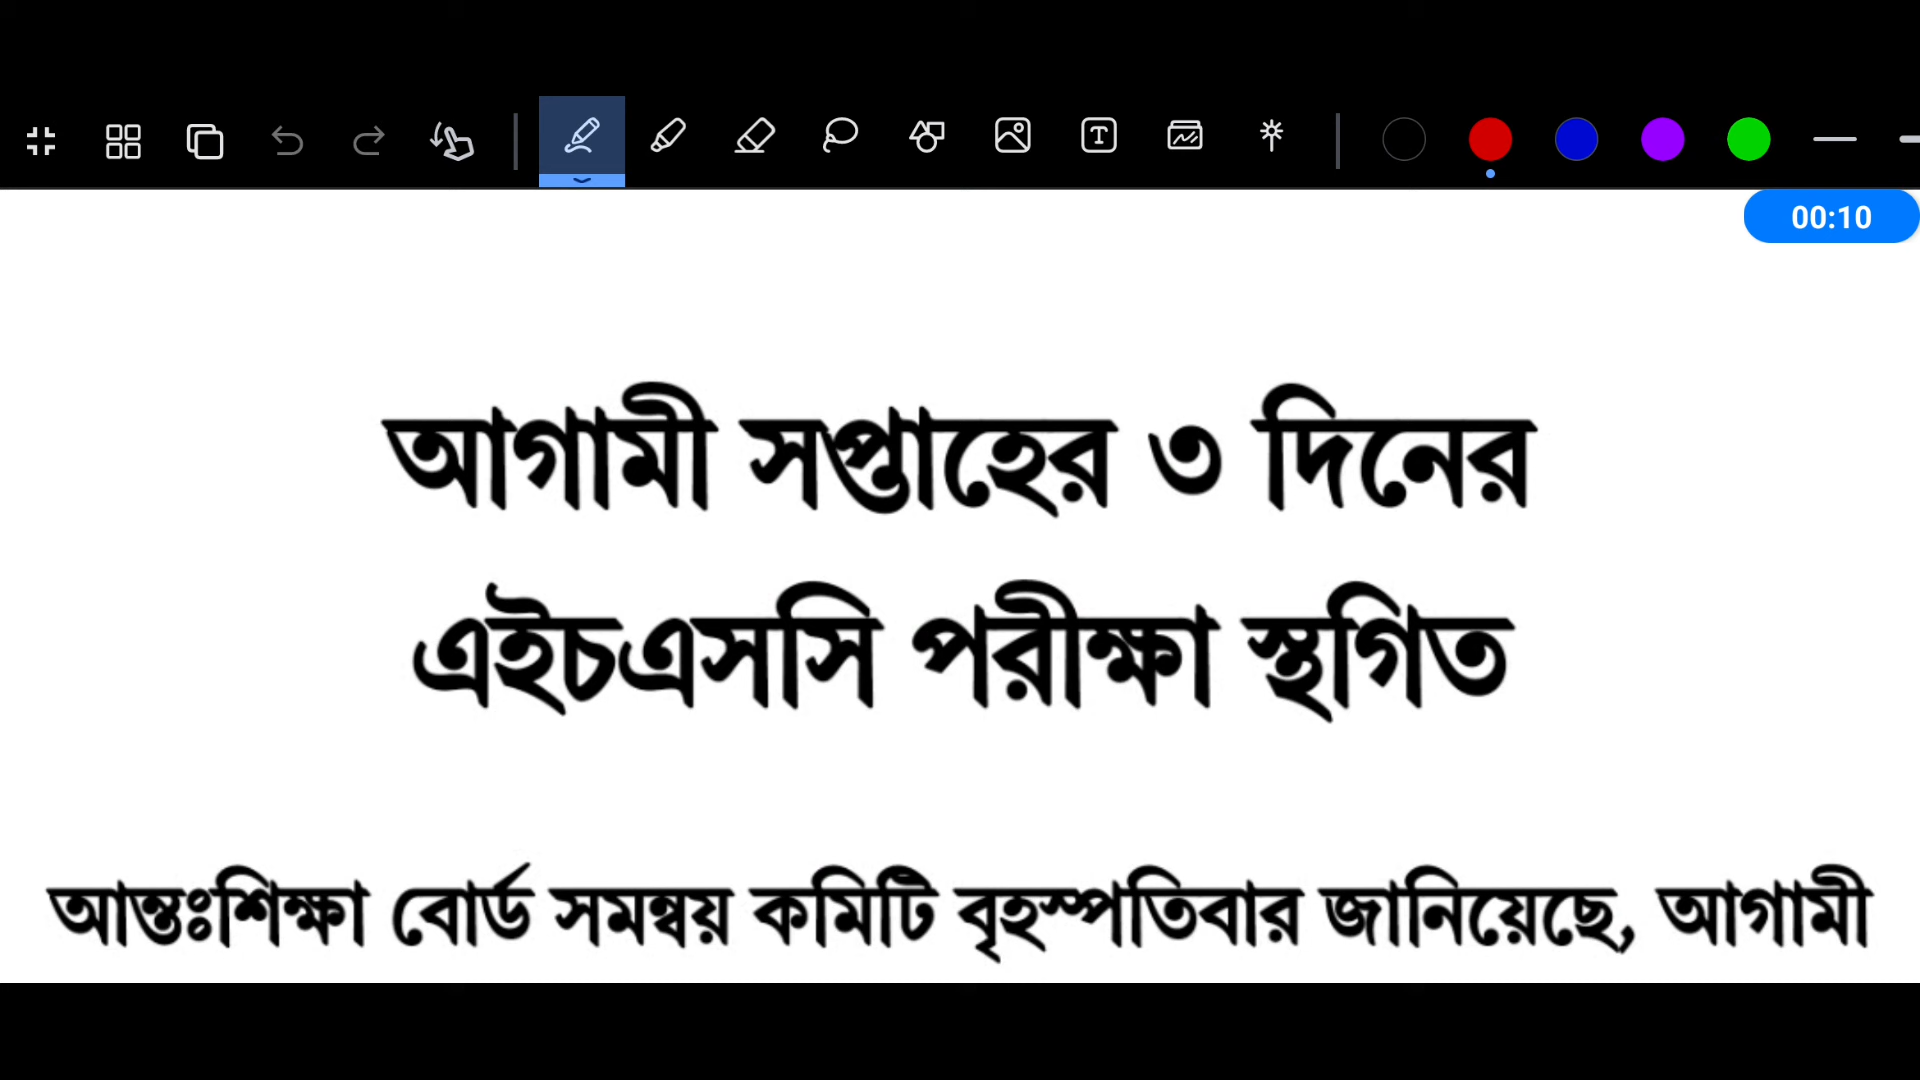 00:10
আগামী সপ্তাহের ৩ দিনের
এইচএসসি পরীক্ষা স্থগিত
আন্তঃশিক্ষা বোর্ড সমন্বয় কমিটি বৃহস্পতিবার জানিয়েছে, আগামী